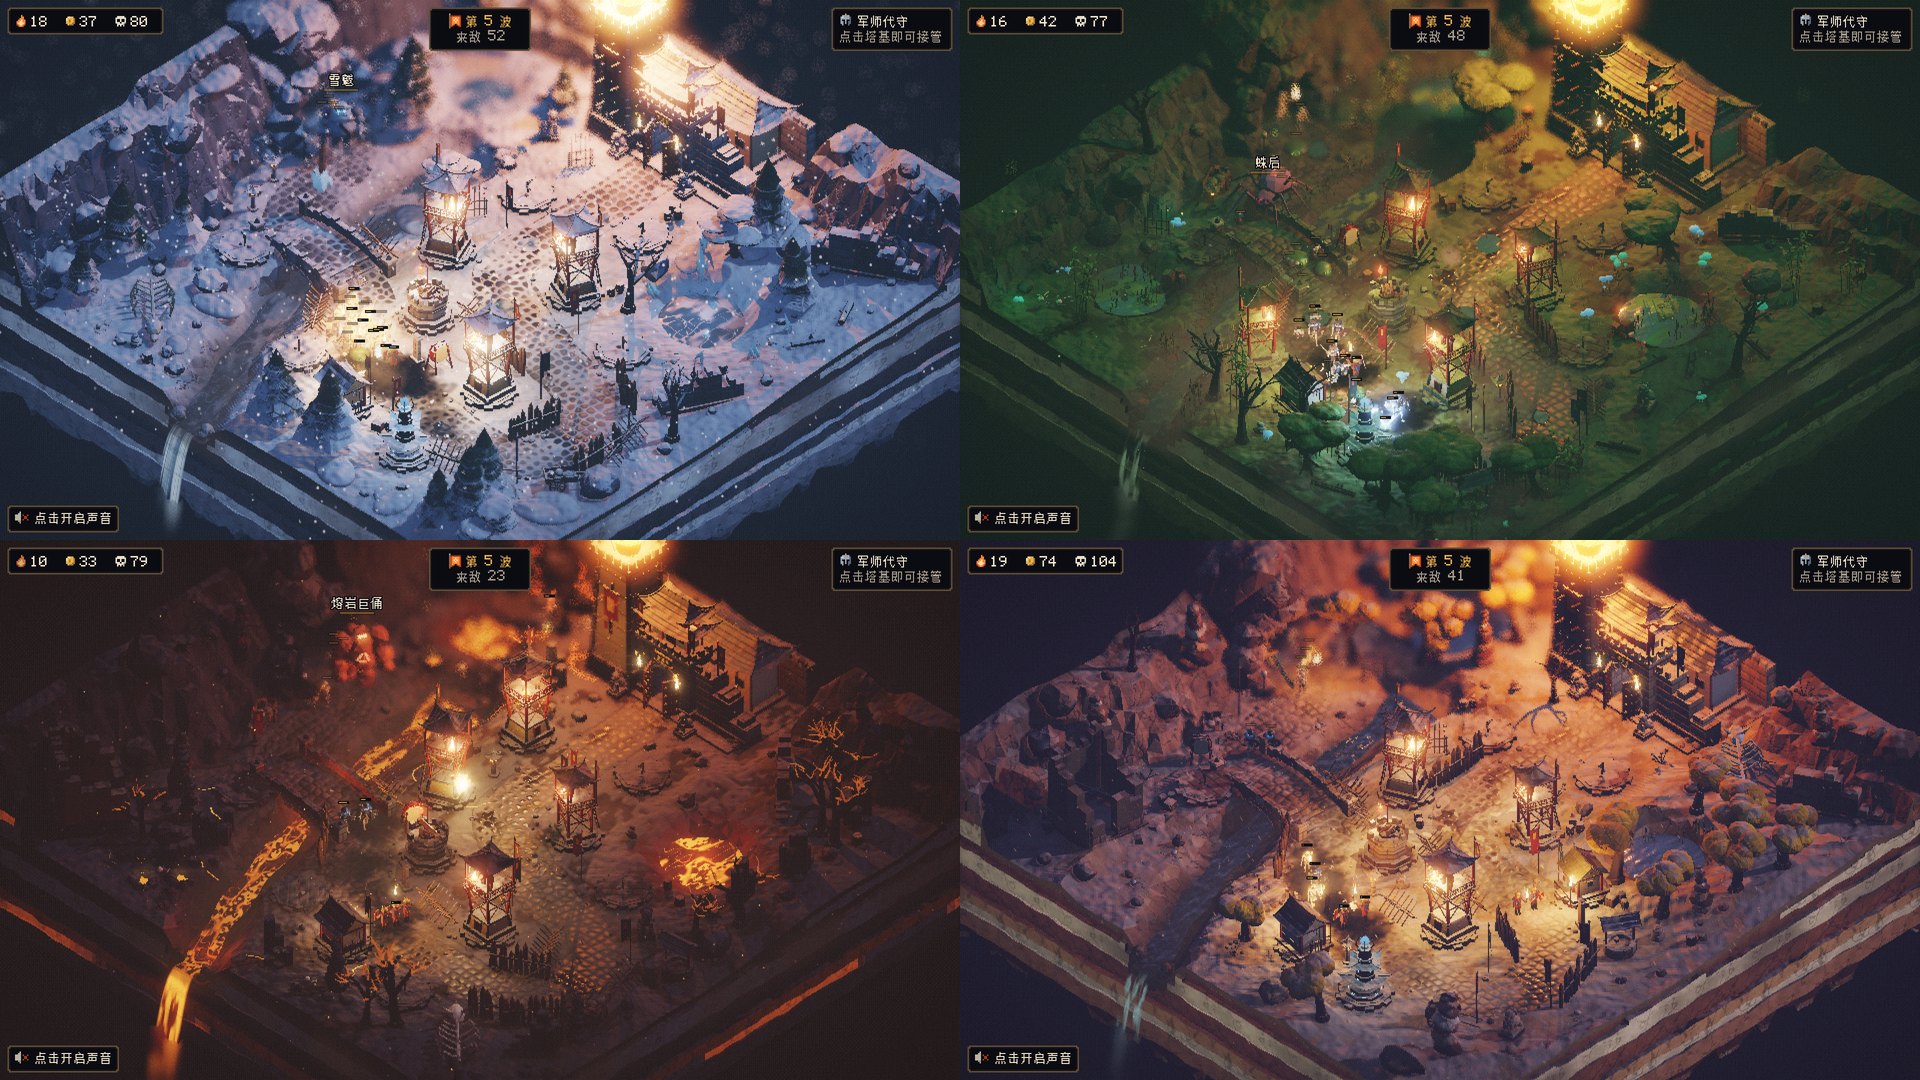 18 37 80
第 5 波
来敌 52
军师代守
点击塔基即可接管
雪魈
点击开启声音
16 42 77
第 5 波
来敌 48
军师代守
点击塔基即可接管
蛛后
点击开启声音
10 33 79
第 5 波
来敌 23
军师代守
点击塔基即可接管
熔岩巨俑
点击开启声音
19 74 104
第 5 波
来敌 41
军师代守
点击塔基即可接管
点击开启声音